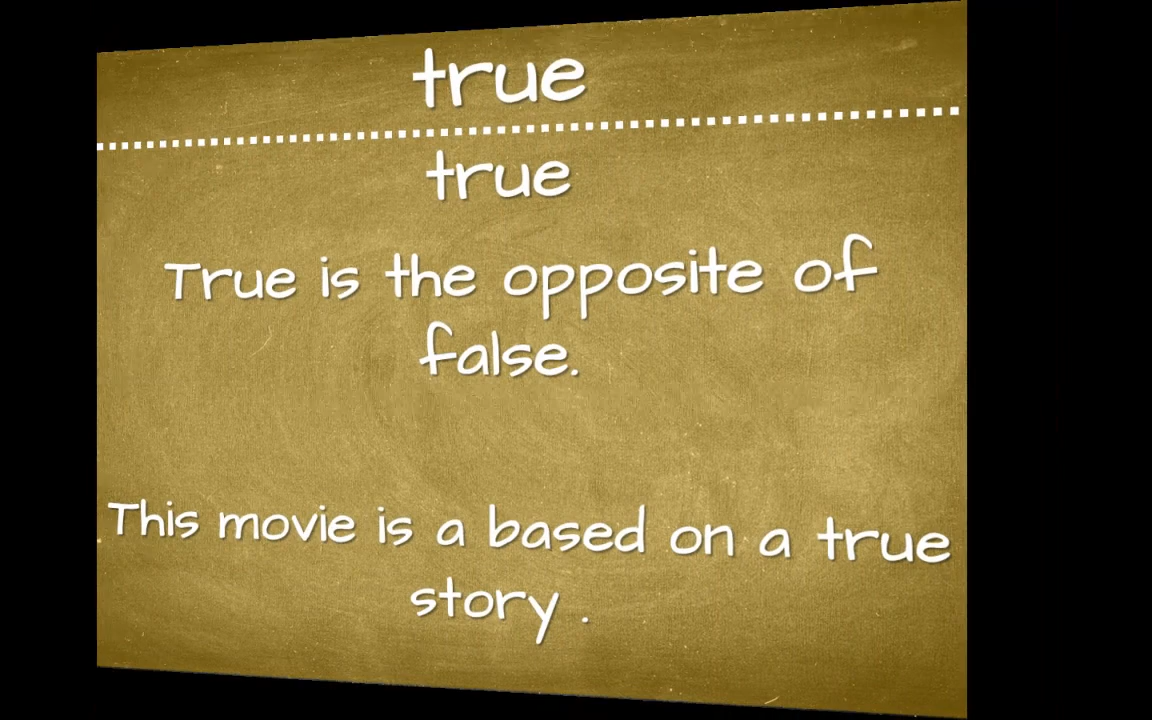 true
true
True is the opposite of
false.
This movie is a based on a true
story .